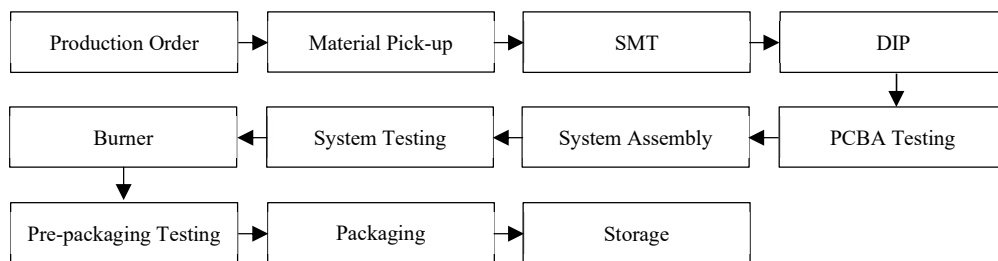 Production Order
Material Pick-up
SMT
DIP
PCBA Testing
System Assembly
System Testing
Burner
Pre-packaging Testing
Packaging
Storage